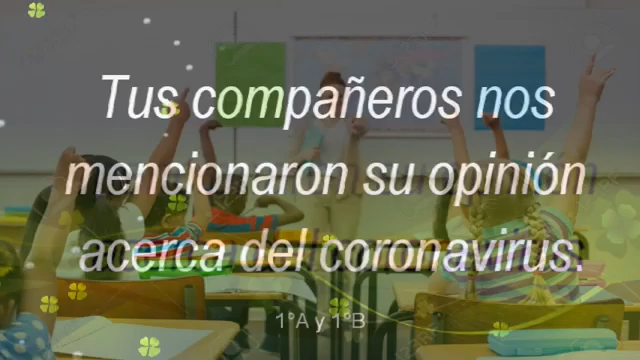 Tus compañeros nos
mencionaron su opinión
acerca del coronavirus.
1°A y 1°B